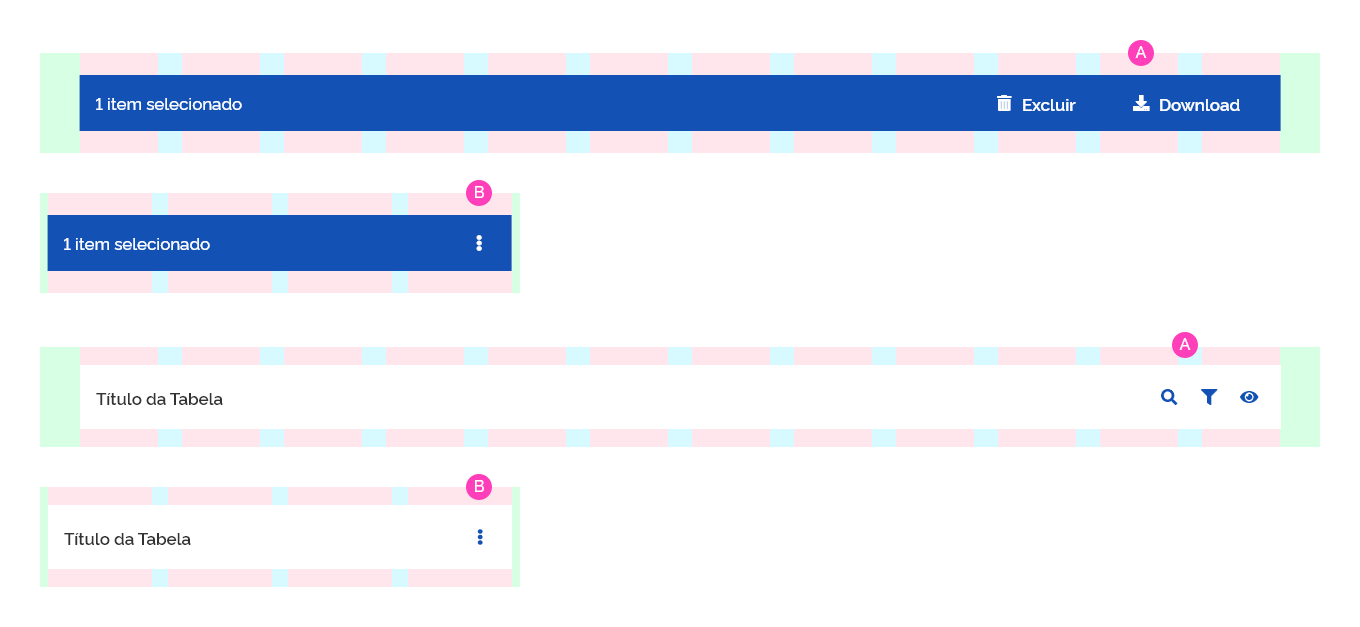 A
1 item selecionado
Excluir
Download
B
1 item selecionado
A
Título da Tabela
B
Título da Tabela